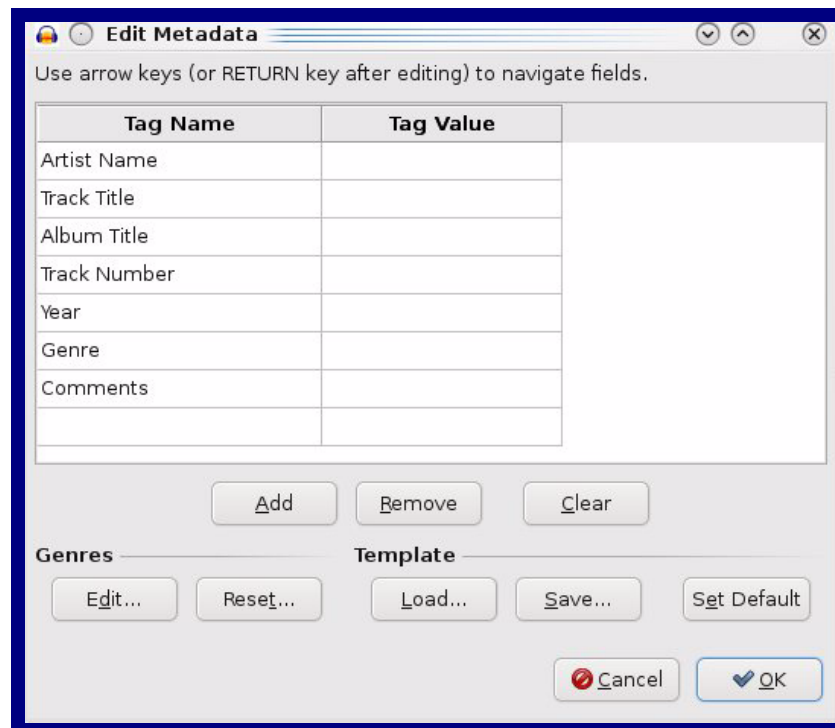 Edit Metadata
Use arrow keys (or RETURN key after editing) to navigate fields.
Tag Name Tag Value
Artist Name
Track Title
Album Title
Track Number
Year
Genre
Comments
Add Remove Clear
Genres Template
Edit... Reset... Load... Save... Set Default
Cancel OK